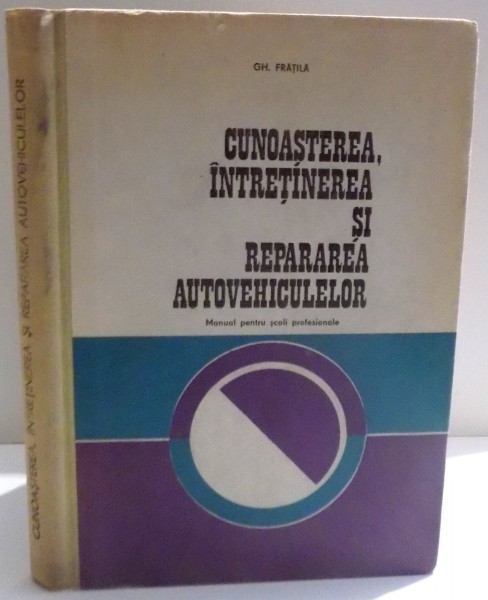 GH. FRĂȚILĂ
CUNOAȘTEREA,
ÎNTREȚINEREA
ȘI
REPARAREA
AUTOVEHICULELOR
Manual pentru școli profesionale
CUNOAȘTEREA, ÎNTREȚINEREA ȘI REPARAREA AUTOVEHICULELOR